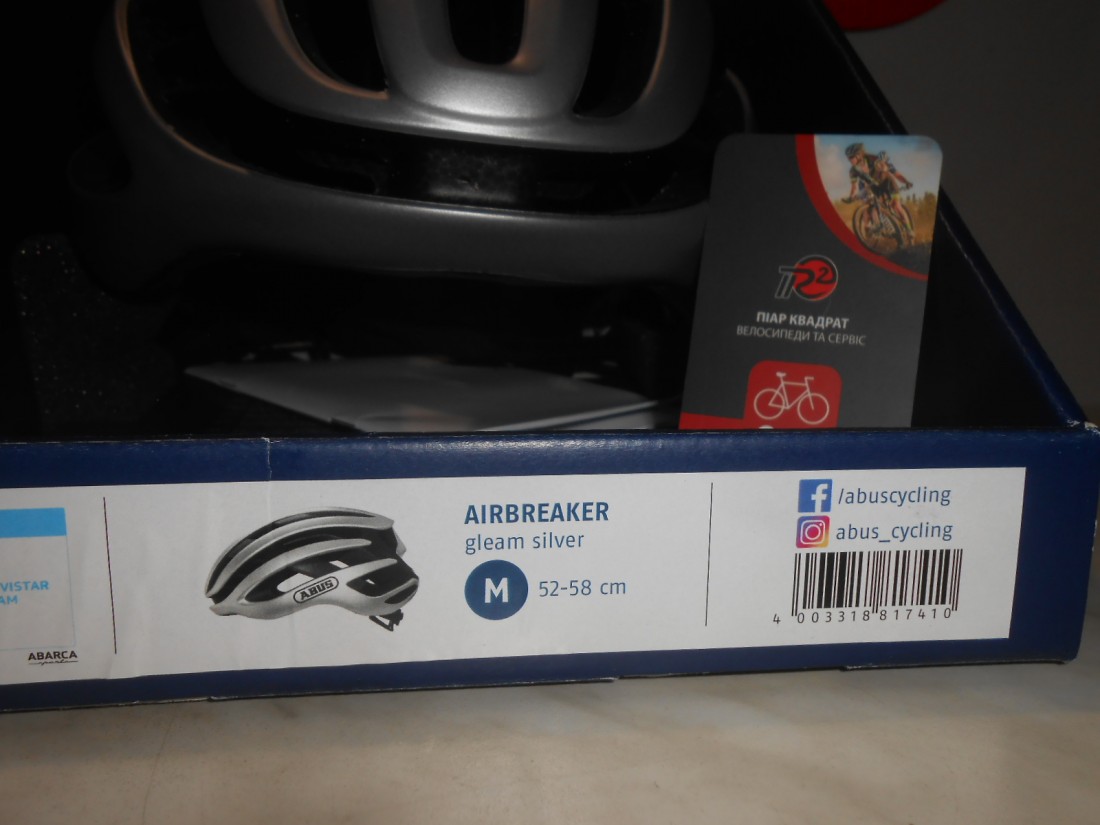 ПІАР КВАДРАТ
ВЕЛОСИПЕДИ ТА СЕРВІС
AIRBREAKER
gleam silver
M 52-58 cm
ABUS
/abuscycling
abus_cycling
4 003318 817410
VISTAR
AM
ABARCA